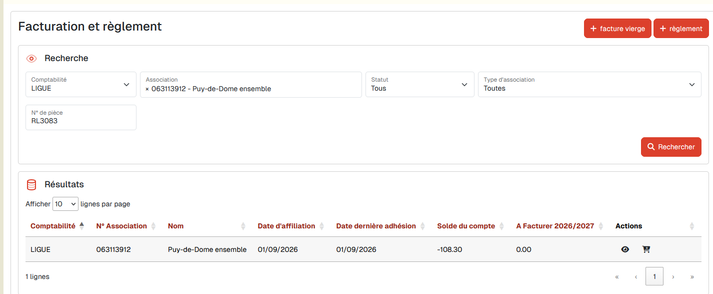 Facturation et règlement
+ facture vierge
+ règlement
Recherche
Comptabilité
LIGUE
Association
× 063113912 - Puy-de-Dome ensemble
Statut
Tous
Type d'association
Toutes
N° de pièce
RL3083
Rechercher
Résultats
Afficher 10 lignes par page
Comptabilité N° Association Nom Date d'affiliation Date dernière adhésion Solde du compte A Facturer 2026/2027 Actions
LIGUE 063113912 Puy-de-Dome ensemble 01/09/2026 01/09/2026 -108.30 0.00
1 lignes
« ‹ 1 › »